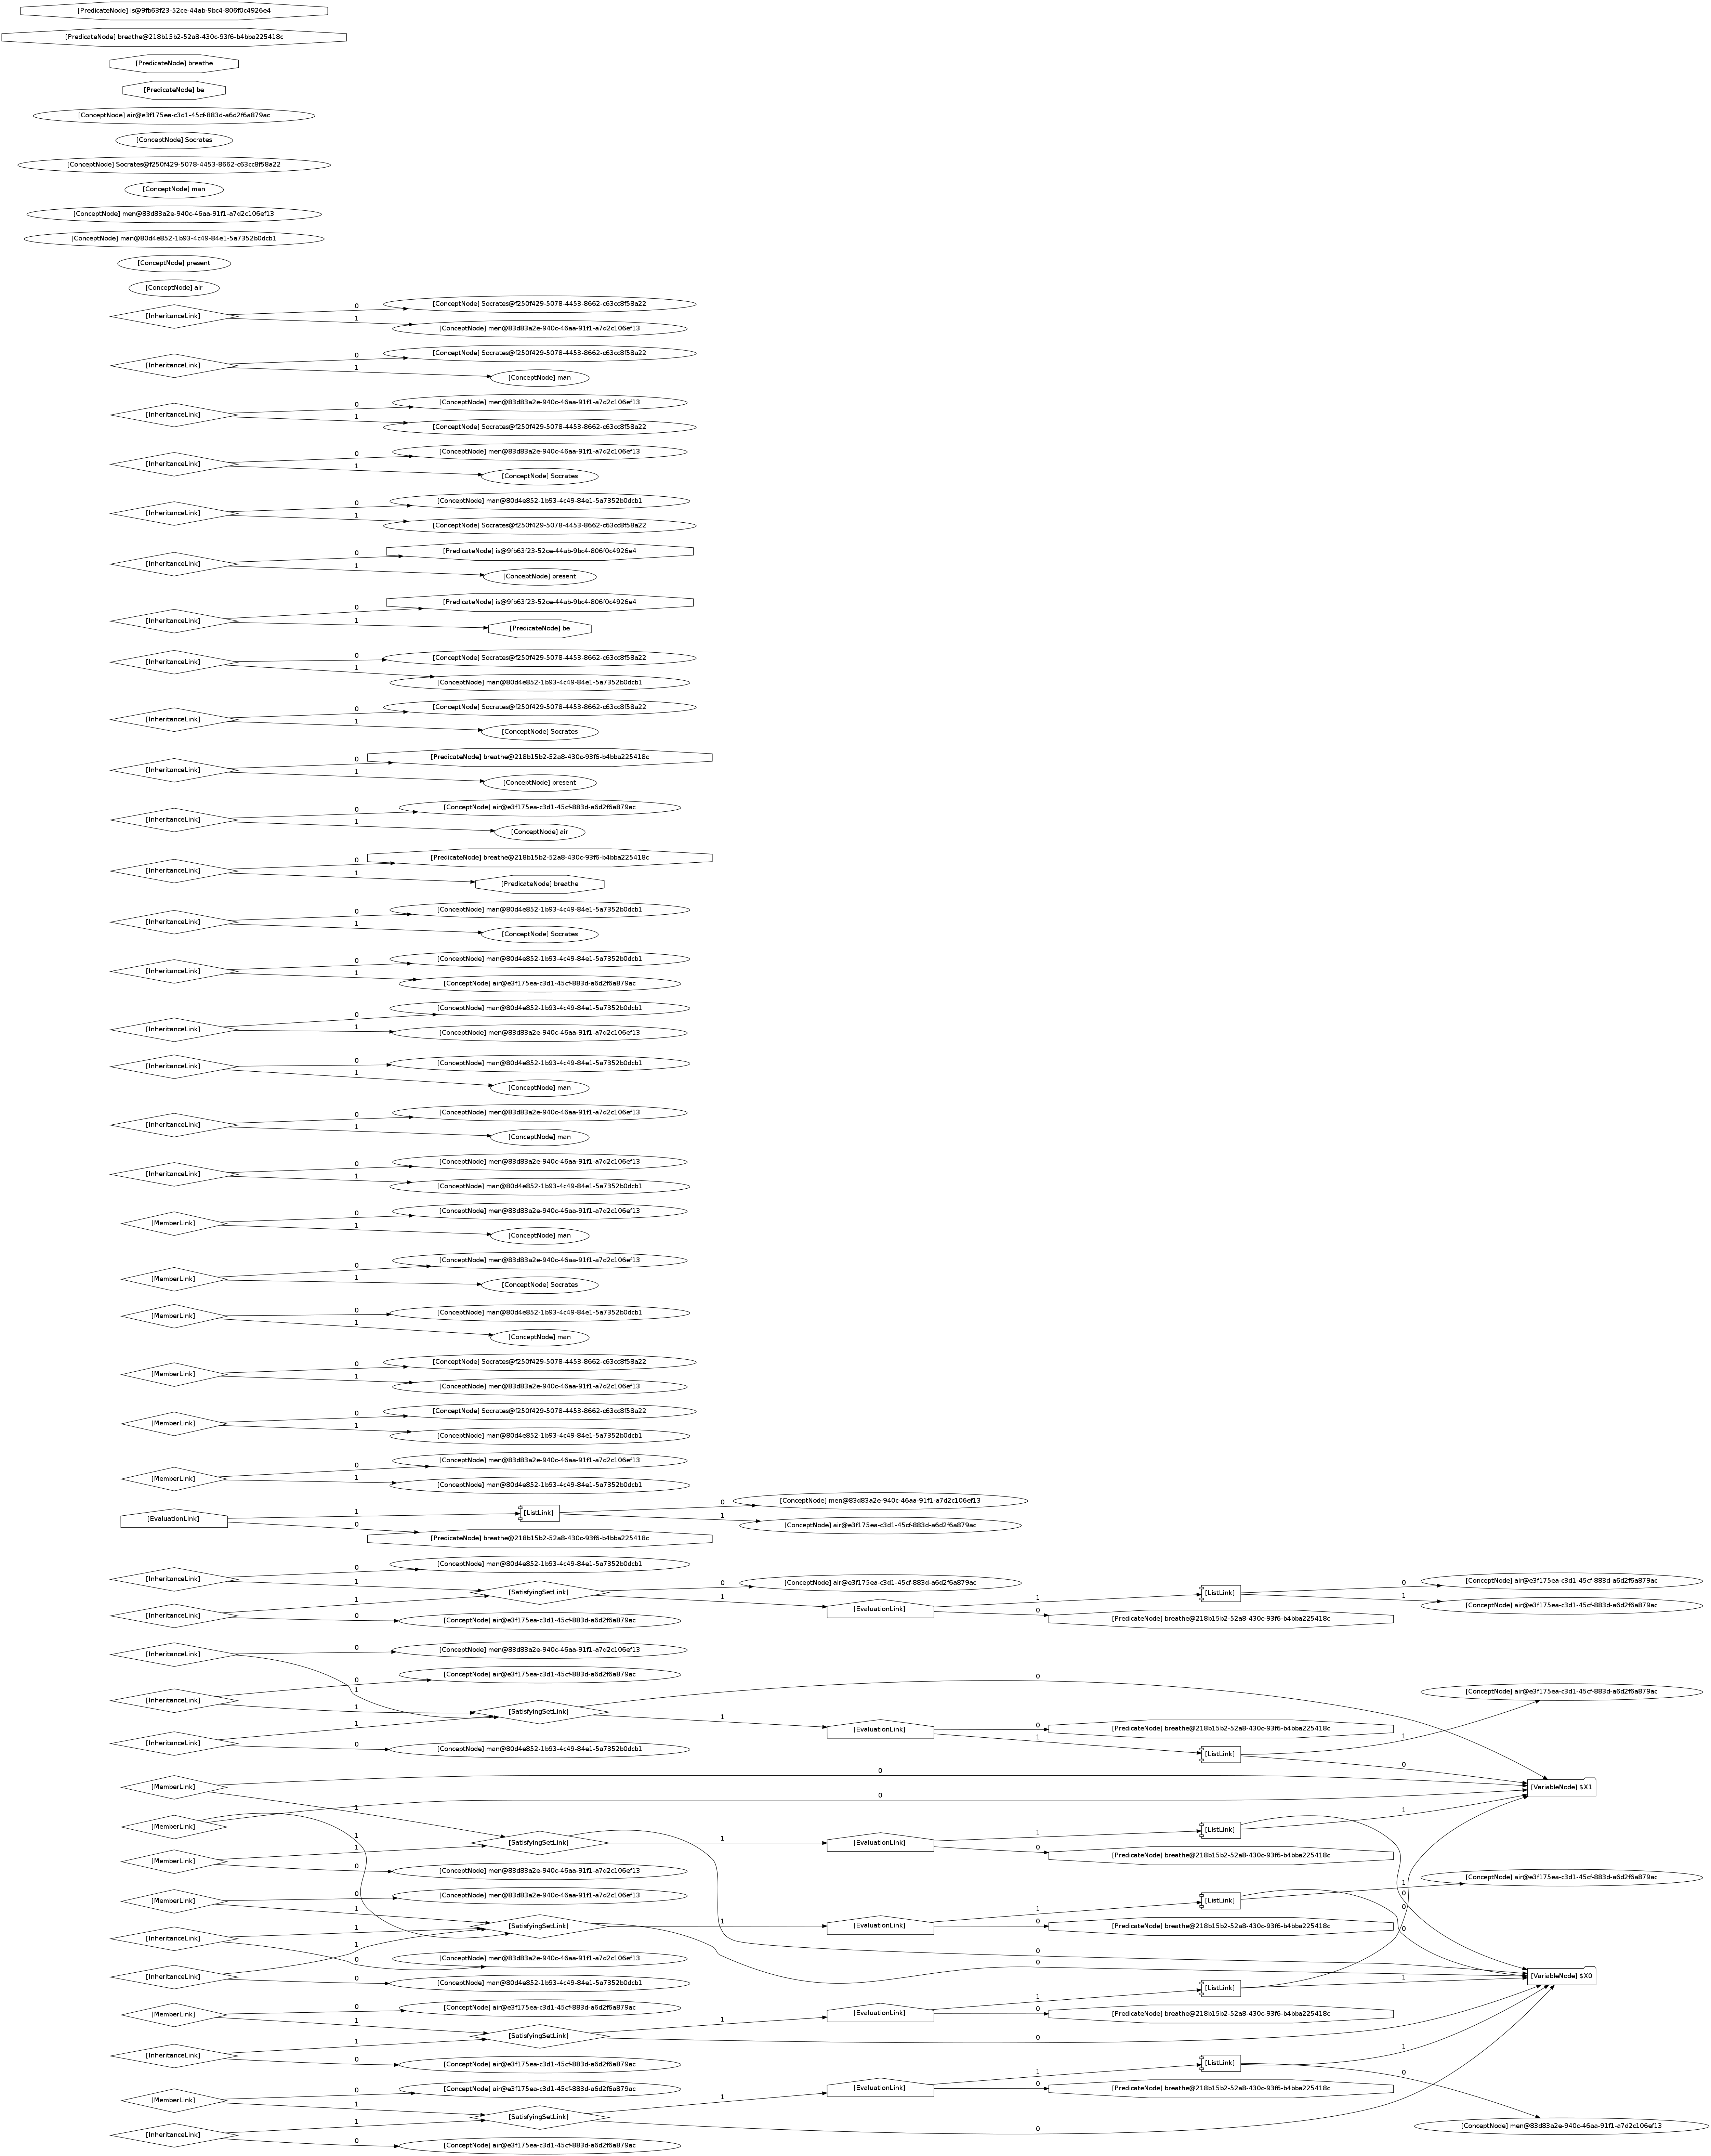 [PredicateNode] is@9fb63f23-52ce-44ab-9bc4-806f0c4926e4
[PredicateNode] breathe@218b15b2-52a8-430c-93f6-b4bba225418c
[PredicateNode] breathe
[PredicateNode] be
[ConceptNode] air@e3f175ea-c3d1-45cf-883d-a6d2f6a879ac
[ConceptNode] Socrates
[ConceptNode] Socrates@f250f429-5078-4453-8662-c63cc8f58a22
[ConceptNode] man
[ConceptNode] men@83d83a2e-940c-46aa-91f1-a7d2c106ef13
[ConceptNode] man@80d4e852-1b93-4c49-84e1-5a7352b0dcb1
[ConceptNode] present
[ConceptNode] air
[InheritanceLink]
0
[ConceptNode] Socrates@f250f429-5078-4453-8662-c63cc8f58a22
1
[ConceptNode] men@83d83a2e-940c-46aa-91f1-a7d2c106ef13
[InheritanceLink]
0
[ConceptNode] Socrates@f250f429-5078-4453-8662-c63cc8f58a22
1
[ConceptNode] man
[InheritanceLink]
0
[ConceptNode] men@83d83a2e-940c-46aa-91f1-a7d2c106ef13
1
[ConceptNode] Socrates@f250f429-5078-4453-8662-c63cc8f58a22
[InheritanceLink]
0
[ConceptNode] men@83d83a2e-940c-46aa-91f1-a7d2c106ef13
1
[ConceptNode] Socrates
[InheritanceLink]
0
[ConceptNode] man@80d4e852-1b93-4c49-84e1-5a7352b0dcb1
1
[ConceptNode] Socrates@f250f429-5078-4453-8662-c63cc8f58a22
[InheritanceLink]
0
[PredicateNode] is@9fb63f23-52ce-44ab-9bc4-806f0c4926e4
1
[ConceptNode] present
[InheritanceLink]
0
[PredicateNode] is@9fb63f23-52ce-44ab-9bc4-806f0c4926e4
1
[PredicateNode] be
[InheritanceLink]
0
[ConceptNode] Socrates@f250f429-5078-4453-8662-c63cc8f58a22
1
[ConceptNode] man@80d4e852-1b93-4c49-84e1-5a7352b0dcb1
[InheritanceLink]
0
[ConceptNode] Socrates@f250f429-5078-4453-8662-c63cc8f58a22
1
[ConceptNode] Socrates
[InheritanceLink]
0
[PredicateNode] breathe@218b15b2-52a8-430c-93f6-b4bba225418c
1
[ConceptNode] present
[InheritanceLink]
0
[ConceptNode] air@e3f175ea-c3d1-45cf-883d-a6d2f6a879ac
1
[ConceptNode] air
[InheritanceLink]
0
[PredicateNode] breathe@218b15b2-52a8-430c-93f6-b4bba225418c
1
[PredicateNode] breathe
[InheritanceLink]
0
[ConceptNode] man@80d4e852-1b93-4c49-84e1-5a7352b0dcb1
1
[ConceptNode] Socrates
[InheritanceLink]
0
[ConceptNode] man@80d4e852-1b93-4c49-84e1-5a7352b0dcb1
1
[ConceptNode] air@e3f175ea-c3d1-45cf-883d-a6d2f6a879ac
[InheritanceLink]
0
[ConceptNode] man@80d4e852-1b93-4c49-84e1-5a7352b0dcb1
1
[ConceptNode] men@83d83a2e-940c-46aa-91f1-a7d2c106ef13
[InheritanceLink]
0
[ConceptNode] man@80d4e852-1b93-4c49-84e1-5a7352b0dcb1
1
[ConceptNode] man
[InheritanceLink]
0
[ConceptNode] men@83d83a2e-940c-46aa-91f1-a7d2c106ef13
1
[ConceptNode] man
[InheritanceLink]
0
[ConceptNode] men@83d83a2e-940c-46aa-91f1-a7d2c106ef13
1
[ConceptNode] man@80d4e852-1b93-4c49-84e1-5a7352b0dcb1
[MemberLink]
0
[ConceptNode] men@83d83a2e-940c-46aa-91f1-a7d2c106ef13
1
[ConceptNode] man
[MemberLink]
0
[ConceptNode] men@83d83a2e-940c-46aa-91f1-a7d2c106ef13
1
[ConceptNode] Socrates
[MemberLink]
0
[ConceptNode] man@80d4e852-1b93-4c49-84e1-5a7352b0dcb1
1
[ConceptNode] man
[MemberLink]
0
[ConceptNode] Socrates@f250f429-5078-4453-8662-c63cc8f58a22
1
[ConceptNode] men@83d83a2e-940c-46aa-91f1-a7d2c106ef13
[MemberLink]
0
[ConceptNode] Socrates@f250f429-5078-4453-8662-c63cc8f58a22
1
[ConceptNode] man@80d4e852-1b93-4c49-84e1-5a7352b0dcb1
[MemberLink]
0
[ConceptNode] men@83d83a2e-940c-46aa-91f1-a7d2c106ef13
1
[ConceptNode] man@80d4e852-1b93-4c49-84e1-5a7352b0dcb1
[EvaluationLink]
1
[ListLink]
0
[ConceptNode] men@83d83a2e-940c-46aa-91f1-a7d2c106ef13
1
[ConceptNode] air@e3f175ea-c3d1-45cf-883d-a6d2f6a879ac
0
[PredicateNode] breathe@218b15b2-52a8-430c-93f6-b4bba225418c
[InheritanceLink]
0
[ConceptNode] man@80d4e852-1b93-4c49-84e1-5a7352b0dcb1
1
[SatisfyingSetLink]
0
[ConceptNode] air@e3f175ea-c3d1-45cf-883d-a6d2f6a879ac
1
[EvaluationLink]
1
[ListLink]
0
[ConceptNode] air@e3f175ea-c3d1-45cf-883d-a6d2f6a879ac
1
[ConceptNode] air@e3f175ea-c3d1-45cf-883d-a6d2f6a879ac
0
[PredicateNode] breathe@218b15b2-52a8-430c-93f6-b4bba225418c
[InheritanceLink]
1
0
[ConceptNode] air@e3f175ea-c3d1-45cf-883d-a6d2f6a879ac
[InheritanceLink]
0
[ConceptNode] men@83d83a2e-940c-46aa-91f1-a7d2c106ef13
1
[InheritanceLink]
0
[ConceptNode] air@e3f175ea-c3d1-45cf-883d-a6d2f6a879ac
1
[SatisfyingSetLink]
0
1
[EvaluationLink]
0
[PredicateNode] breathe@218b15b2-52a8-430c-93f6-b4bba225418c
1
[ListLink]
1
[ConceptNode] air@e3f175ea-c3d1-45cf-883d-a6d2f6a879ac
0
[InheritanceLink]
1
0
[ConceptNode] man@80d4e852-1b93-4c49-84e1-5a7352b0dcb1
[MemberLink]
0
1
[VariableNode] $X1
[MemberLink]
0
1
[SatisfyingSetLink]
1
0
[EvaluationLink]
1
[ListLink]
1
0
0
[PredicateNode] breathe@218b15b2-52a8-430c-93f6-b4bba225418c
[MemberLink]
1
0
[ConceptNode] men@83d83a2e-940c-46aa-91f1-a7d2c106ef13
[MemberLink]
0
[ConceptNode] men@83d83a2e-940c-46aa-91f1-a7d2c106ef13
1
[SatisfyingSetLink]
1
0
[EvaluationLink]
1
[ListLink]
1
[ConceptNode] air@e3f175ea-c3d1-45cf-883d-a6d2f6a879ac
0
0
[PredicateNode] breathe@218b15b2-52a8-430c-93f6-b4bba225418c
[InheritanceLink]
1
0
[ConceptNode] men@83d83a2e-940c-46aa-91f1-a7d2c106ef13
[InheritanceLink]
1
0
[ConceptNode] man@80d4e852-1b93-4c49-84e1-5a7352b0dcb1
[VariableNode] $X0
[MemberLink]
0
[ConceptNode] air@e3f175ea-c3d1-45cf-883d-a6d2f6a879ac
1
[SatisfyingSetLink]
1
0
[EvaluationLink]
1
[ListLink]
1
0
[PredicateNode] breathe@218b15b2-52a8-430c-93f6-b4bba225418c
[InheritanceLink]
1
0
[ConceptNode] air@e3f175ea-c3d1-45cf-883d-a6d2f6a879ac
[MemberLink]
0
[ConceptNode] air@e3f175ea-c3d1-45cf-883d-a6d2f6a879ac
1
[SatisfyingSetLink]
1
0
[EvaluationLink]
1
[ListLink]
1
0
[ConceptNode] men@83d83a2e-940c-46aa-91f1-a7d2c106ef13
0
[PredicateNode] breathe@218b15b2-52a8-430c-93f6-b4bba225418c
[InheritanceLink]
1
0
[ConceptNode] air@e3f175ea-c3d1-45cf-883d-a6d2f6a879ac